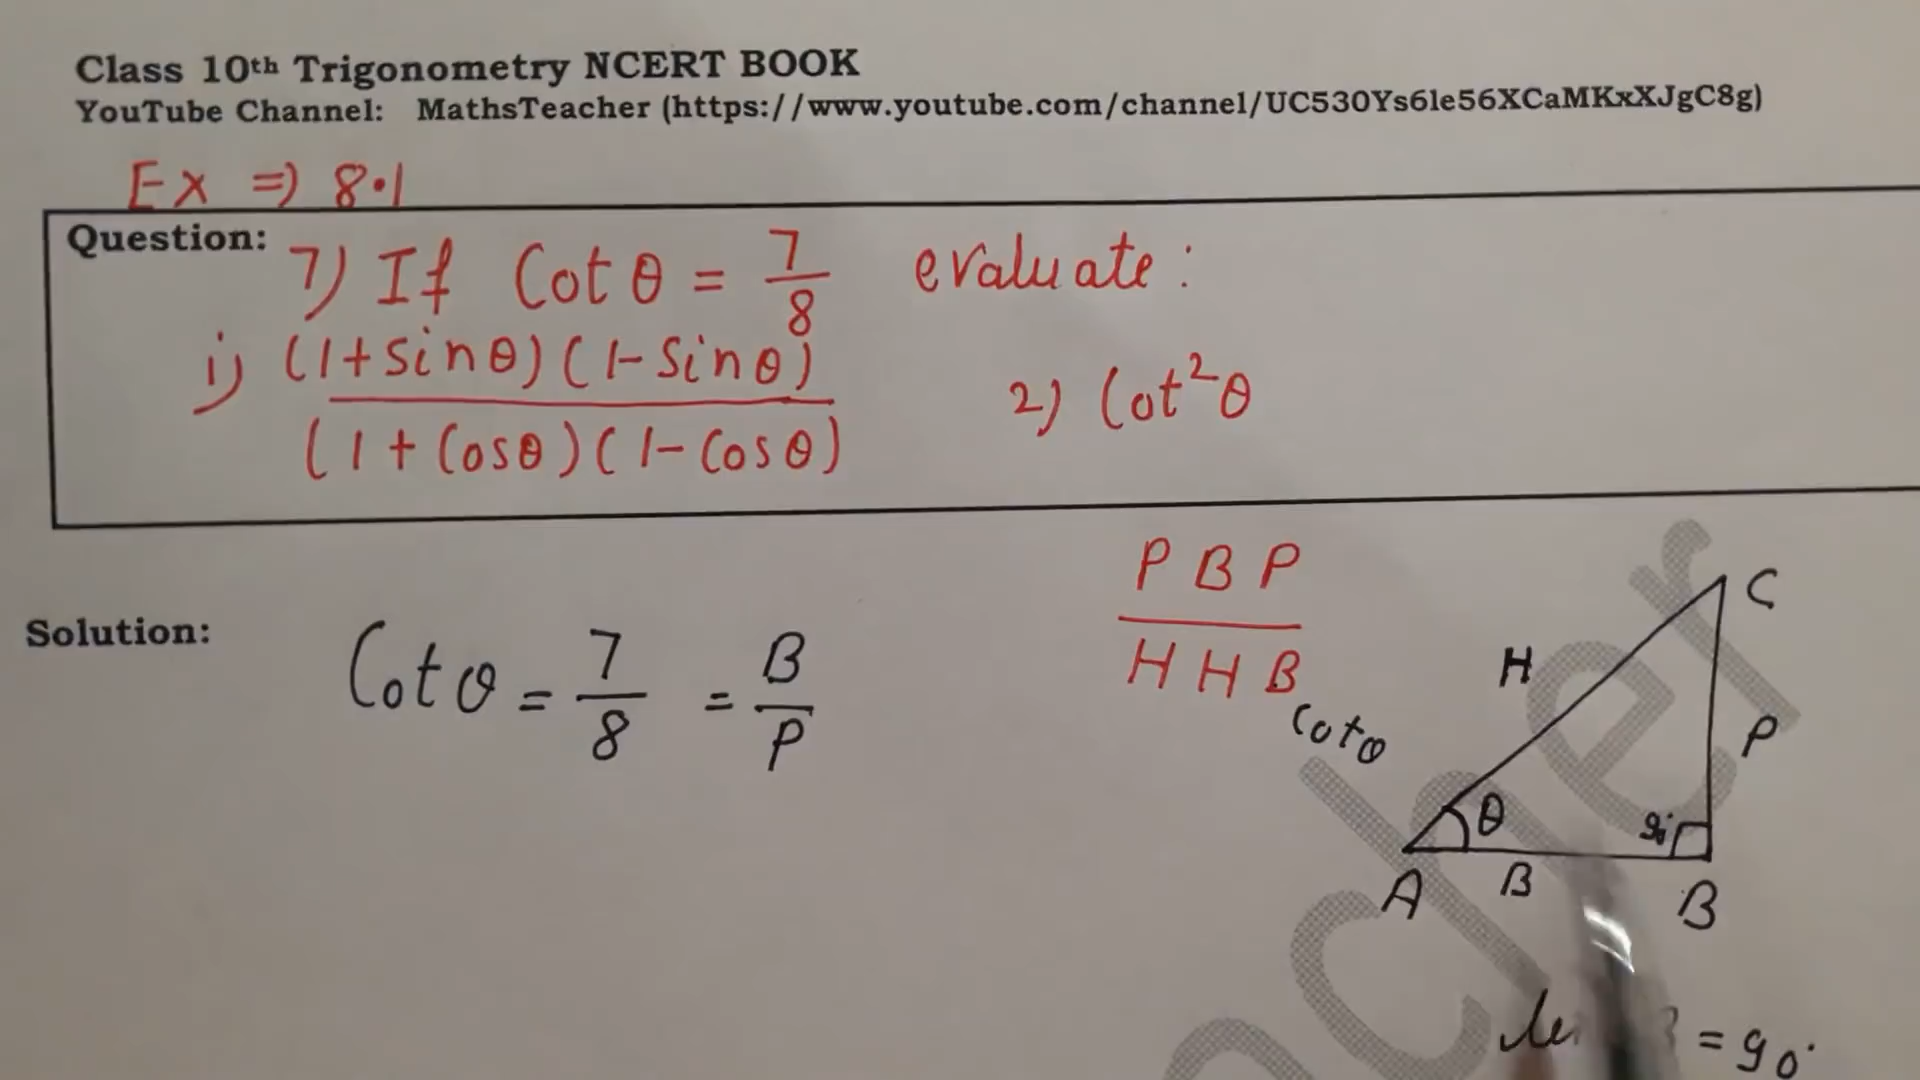 Class 10th Trigonometry NCERT BOOK
YouTube Channel: MathsTeacher (https://www.youtube.com/channel/UC530Ys6le56XCaMKxXJgC8g)
Ex ⇒ 8.1
Question: 7) If Cot θ = 7/8 evaluate:
i) (1+Sinθ)(1-Sinθ) / (1+Cosθ)(1-Cosθ) 2) Cot²θ
P B P
H H B
Cot θ
Solution: Cot θ = 7/8 = B/P
C
H
P
θ
90°
A
B
B
= 90°